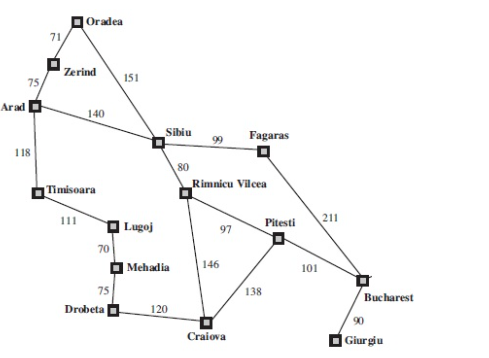 Oradea
71
Zerind
75
151
Arad
140
Sibiu
99
Fagaras
118
80
Timisoara
Rimnicu Vilcea
111
Lugoj
97
Pitesti
211
70
Mehadia
146
101
75
138
Bucharest
Drobeta
120
90
Craiova
Giurgiu